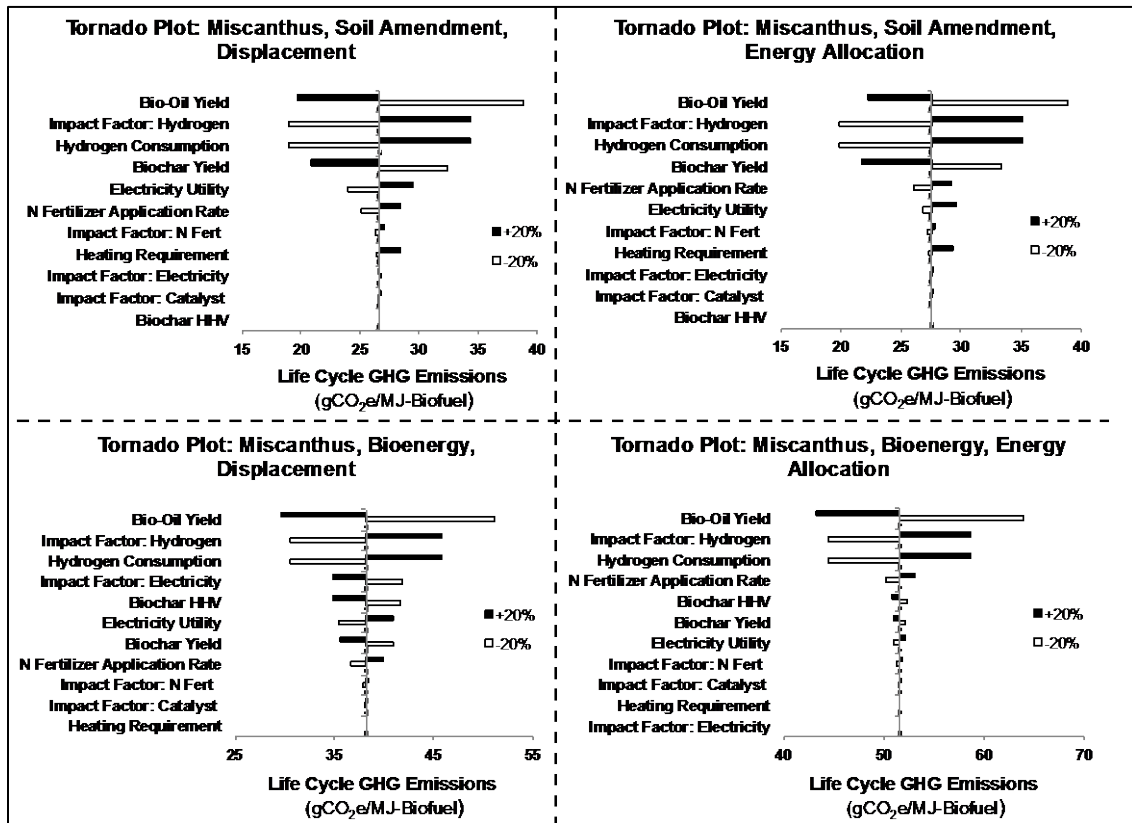 Tornado Plot: Miscanthus, Soil Amendment,
Displacement
Bio-Oil Yield
Impact Factor: Hydrogen
Hydrogen Consumption
Biochar Yield
Electricity Utility
N Fertilizer Application Rate
Impact Factor: N Fert
Heating Requirement
Impact Factor: Electricity
Impact Factor: Catalyst
Biochar HHV
+20%
-20%
15 20 25 30 35 40
Life Cycle GHG Emissions
(gCO₂e/MJ-Biofuel)
Tornado Plot: Miscanthus, Soil Amendment,
Energy Allocation
Bio-Oil Yield
Impact Factor: Hydrogen
Hydrogen Consumption
Biochar Yield
N Fertilizer Application Rate
Electricity Utility
Impact Factor: N Fert
Heating Requirement
Impact Factor: Electricity
Impact Factor: Catalyst
Biochar HHV
+20%
-20%
15 20 25 30 35 40
Life Cycle GHG Emissions
(gCO₂e/MJ-Biofuel)
Tornado Plot: Miscanthus, Bioenergy,
Displacement
Bio-Oil Yield
Impact Factor: Hydrogen
Hydrogen Consumption
Impact Factor: Electricity
Biochar HHV
Electricity Utility
Biochar Yield
N Fertilizer Application Rate
Impact Factor: N Fert
Impact Factor: Catalyst
Heating Requirement
+20%
-20%
25 35 45 55
Life Cycle GHG Emissions
(gCO₂e/MJ-Biofuel)
Tornado Plot: Miscanthus, Bioenergy, Energy
Allocation
Bio-Oil Yield
Impact Factor: Hydrogen
Hydrogen Consumption
N Fertilizer Application Rate
Biochar HHV
Biochar Yield
Electricity Utility
Impact Factor: N Fert
Impact Factor: Catalyst
Heating Requirement
Impact Factor: Electricity
+20%
-20%
40 50 60 70
Life Cycle GHG Emissions
(gCO₂e/MJ-Biofuel)